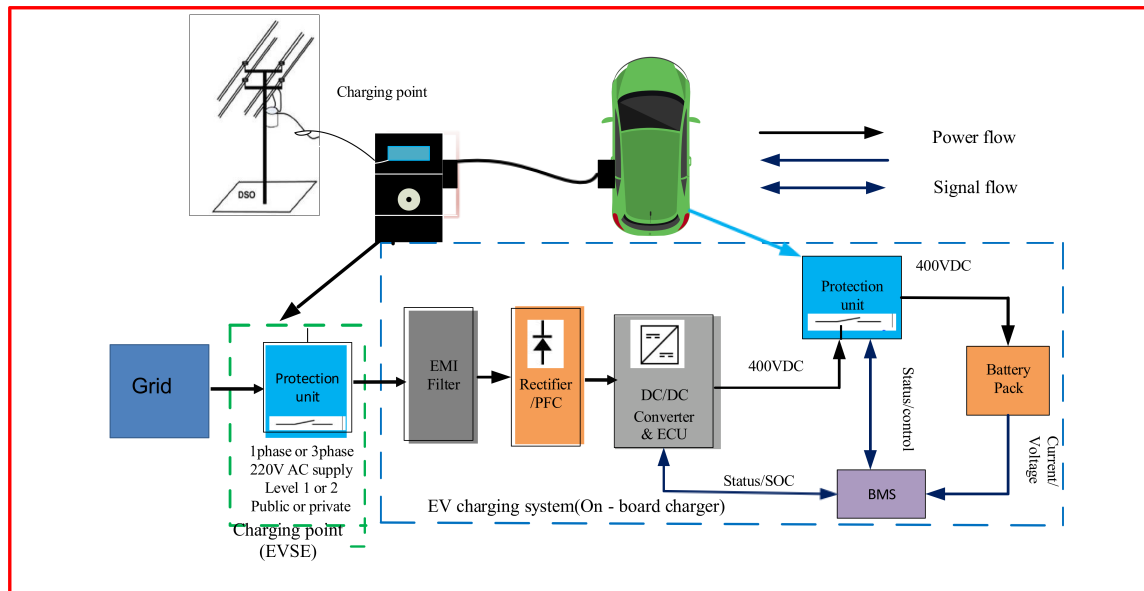 Charging point
DSO
Power flow
Signal flow
400VDC
Protection
unit
Grid
Protection
unit
EMI
Filter
Rectifier
/PFC
DC/DC
Converter
& ECU
400VDC
Battery
Pack
Status/control
Current/
Voltage
Status/SOC
BMS
1phase or 3phase
220V AC supply
Level 1 or 2
Public or private
Charging point
(EVSE)
EV charging system(On - board charger)